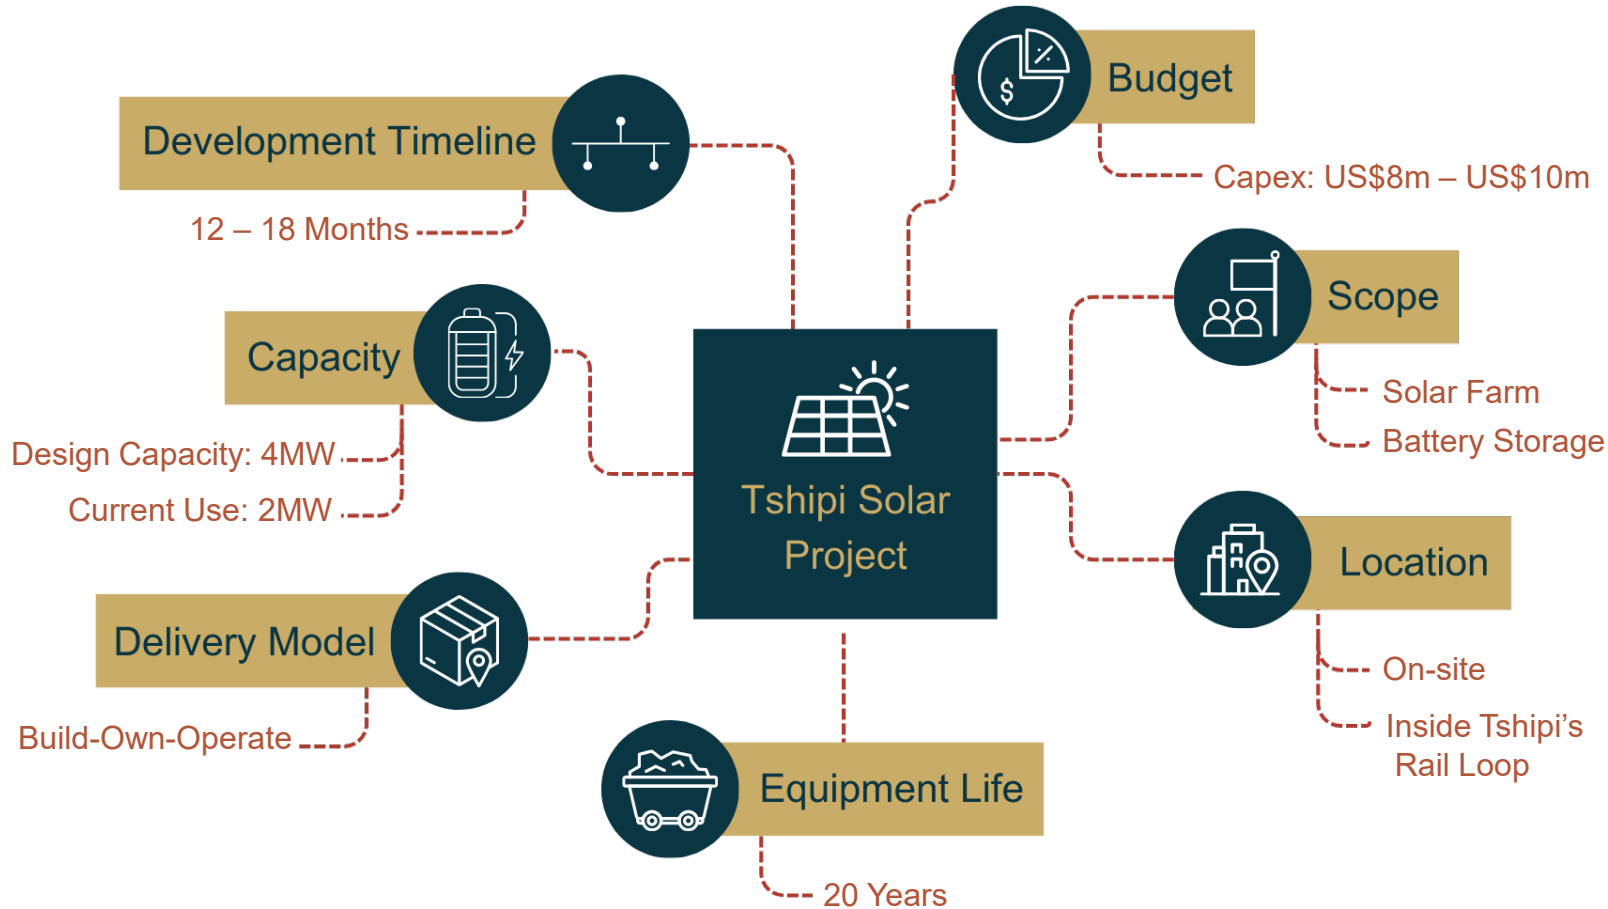 Budget
Capex: US$8m – US$10m
Development Timeline
12 – 18 Months
Scope
Solar Farm
Battery Storage
Capacity
Design Capacity: 4MW
Current Use: 2MW
Tshipi Solar
Project
Location
On-site
Inside Tshipi’s
Rail Loop
Delivery Model
Build-Own-Operate
Equipment Life
20 Years
$
%